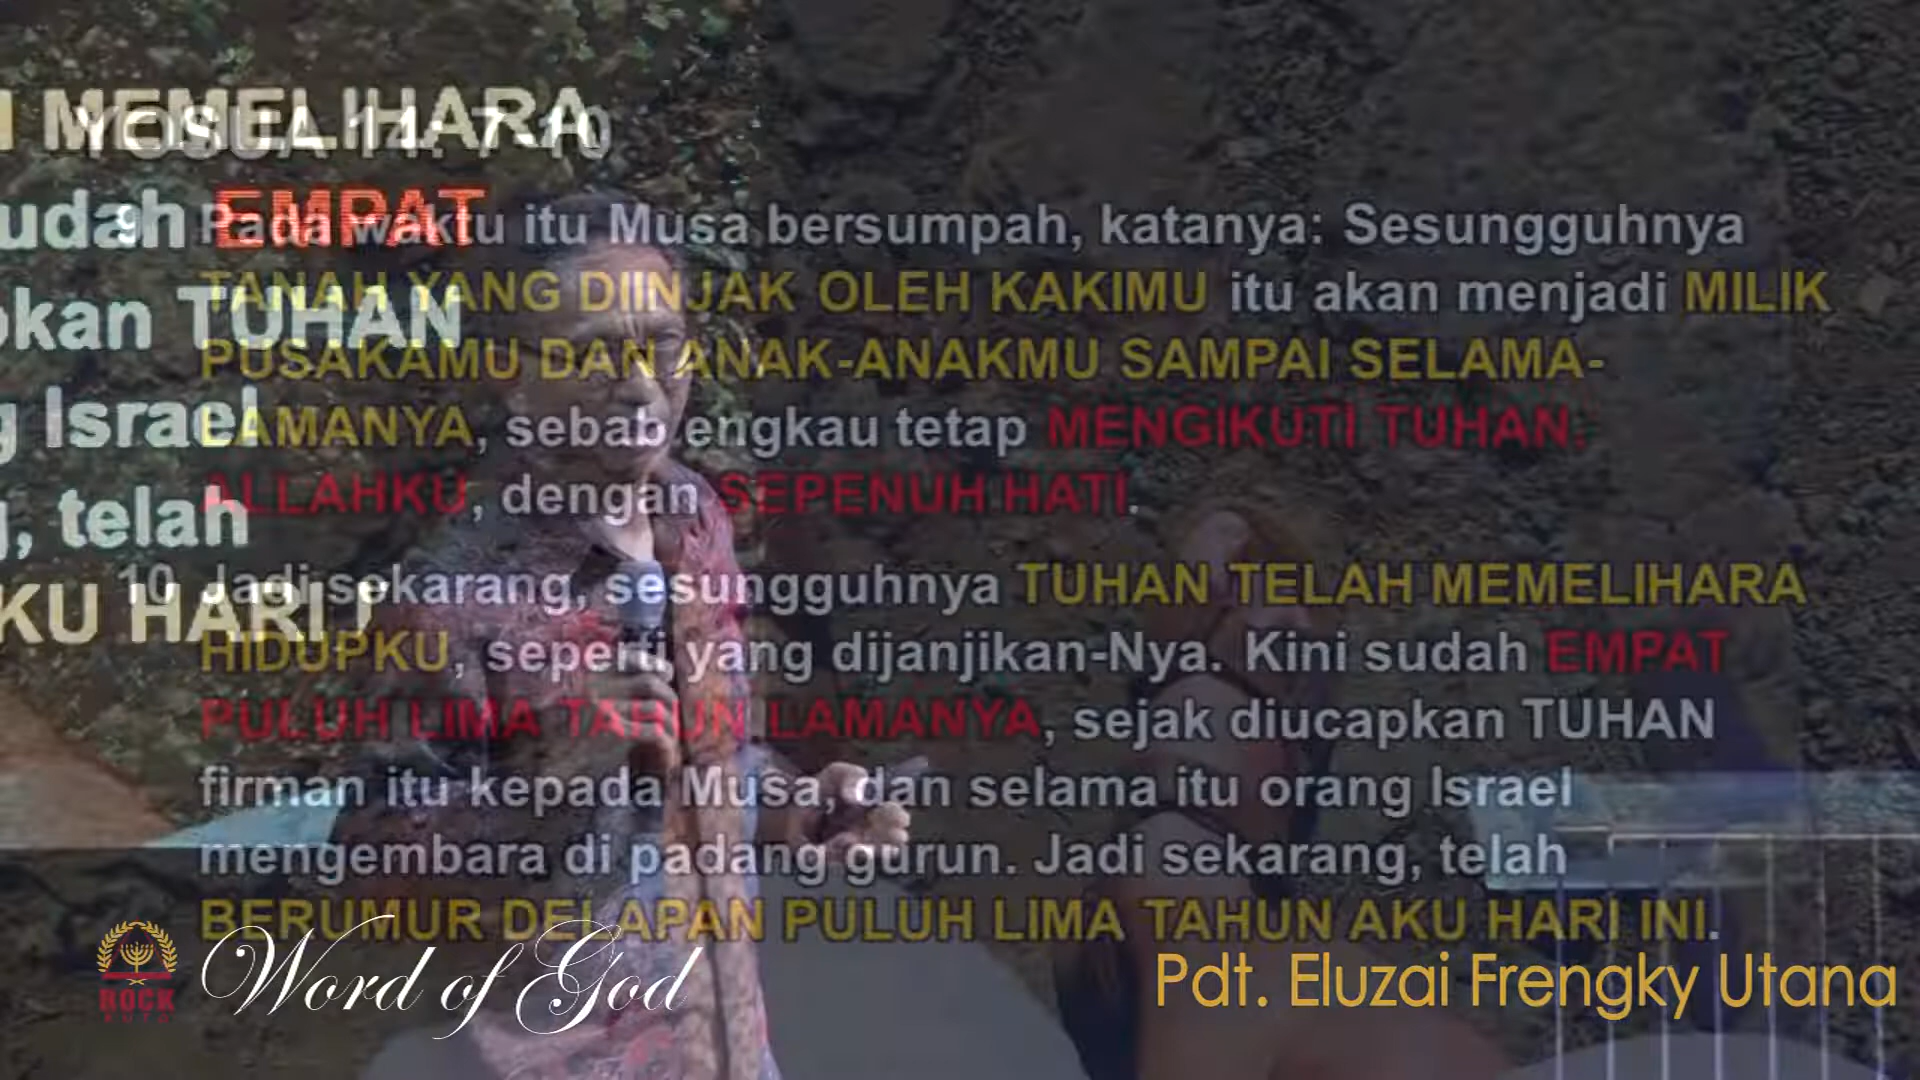 I MEMELIHARA
YOSUA 14: 7-10
udah EMPAT
9 Pada waktu itu Musa bersumpah, katanya: Sesungguhnya
TANAH YANG DIINJAK OLEH KAKIMU itu akan menjadi MILIK
okan TUHAN
PUSAKAMU DAN ANAK-ANAKMU SAMPAI SELAMA-
g Israel
LAMANYA, sebab engkau tetap MENGIKUTI TUHAN,
ALLAHKU, dengan SEPENUH HATI.
g, telah
10 Jadi sekarang, sesungguhnya TUHAN TELAH MEMELIHARA
KU HARI
HIDUPKU, seperti yang dijanjikan-Nya. Kini sudah EMPAT
PULUH LIMA TAHUN LAMANYA, sejak diucapkan TUHAN
firman itu kepada Musa, dan selama itu orang Israel
mengembara di padang gurun. Jadi sekarang, telah
BERUMUR DELAPAN PULUH LIMA TAHUN AKU HARI INI.
ROCK
Word of God
Pdt. Eluzai Frengky Utana